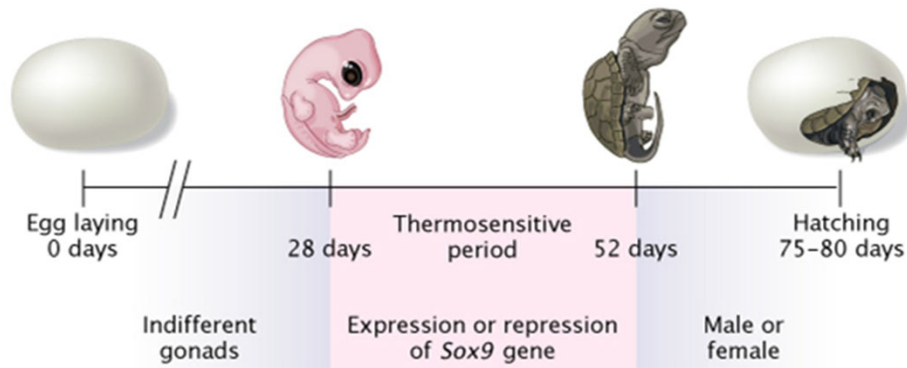 Egg laying
0 days
28 days
Thermosensitive
period
52 days
Hatching
75–80 days
Indifferent
gonads
Expression or repression
of Sox9 gene
Male or
female